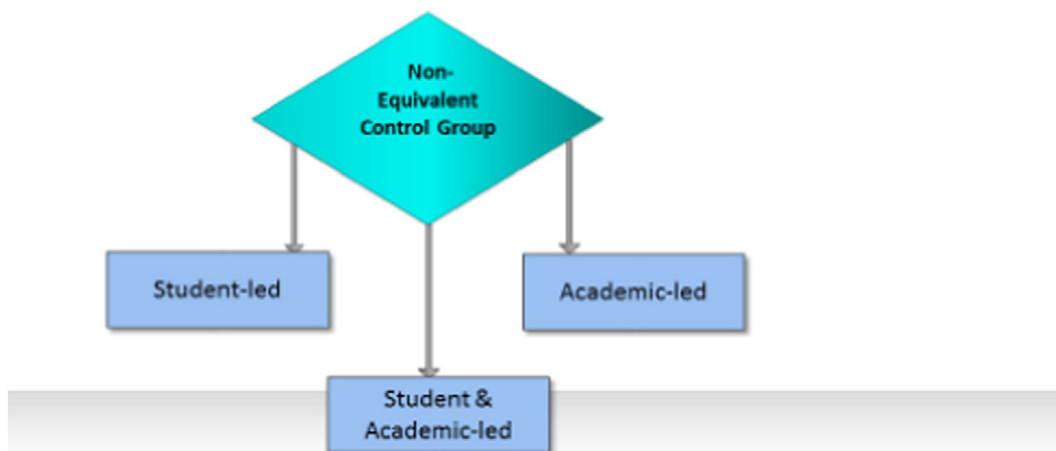 Non-
Equivalent
Control Group
Student-led
Academic-led
Student &
Academic-led